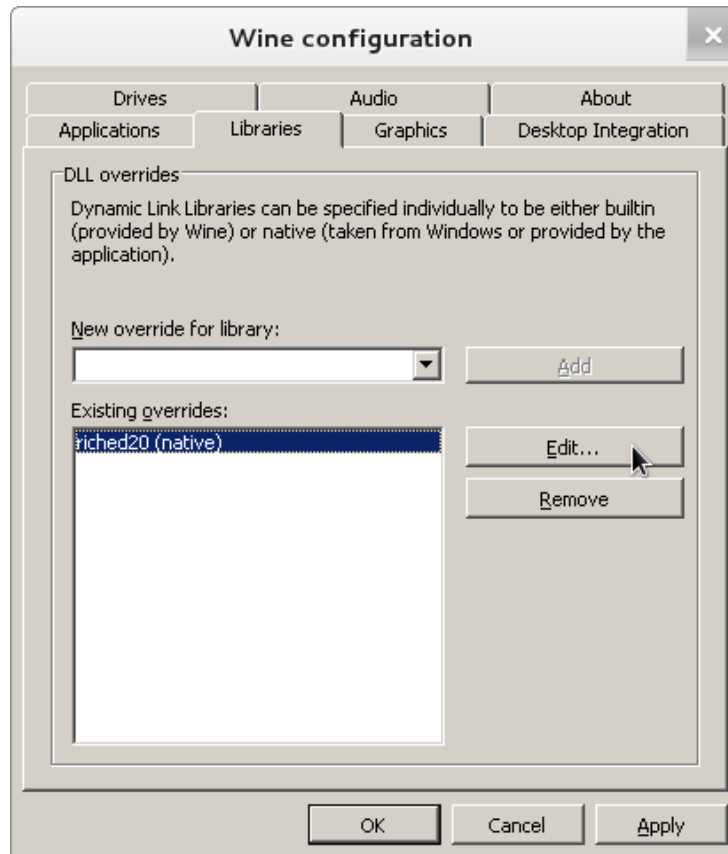 Wine configuration
Drives Audio About
Applications Libraries Graphics Desktop Integration
DLL overrides
Dynamic Link Libraries can be specified individually to be either builtin
(provided by Wine) or native (taken from Windows or provided by the
application).
New override for library:
Add
Existing overrides:
riched20 (native)
Edit...
Remove
OK Cancel Apply